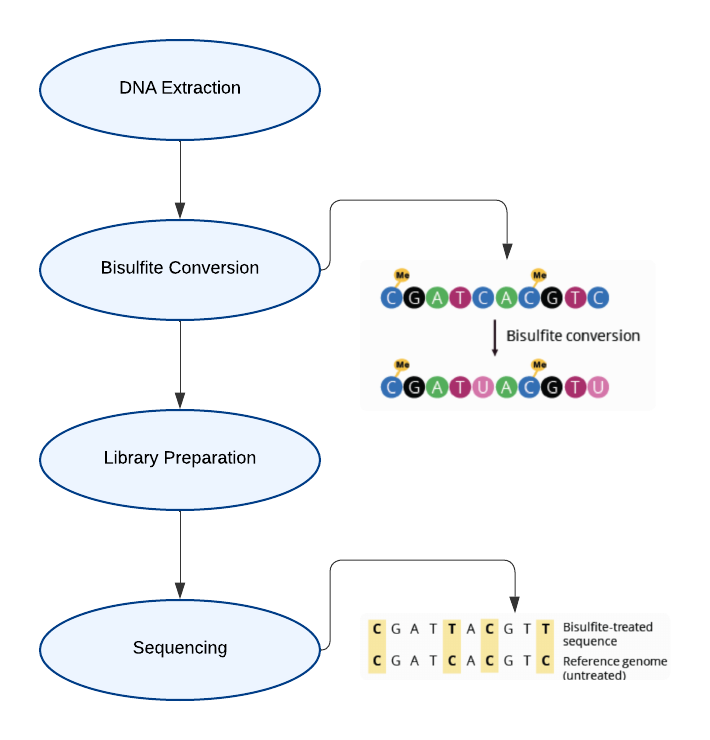 DNA Extraction
Bisulfite Conversion
Me Me
C G A T C A C G T C
Bisulfite conversion
Me Me
C G A T U A C G T U
Library Preparation
Sequencing
C G A T T A C G T T
Bisulfite-treated
sequence
C G A T C A C G T C
Reference genome
(untreated)